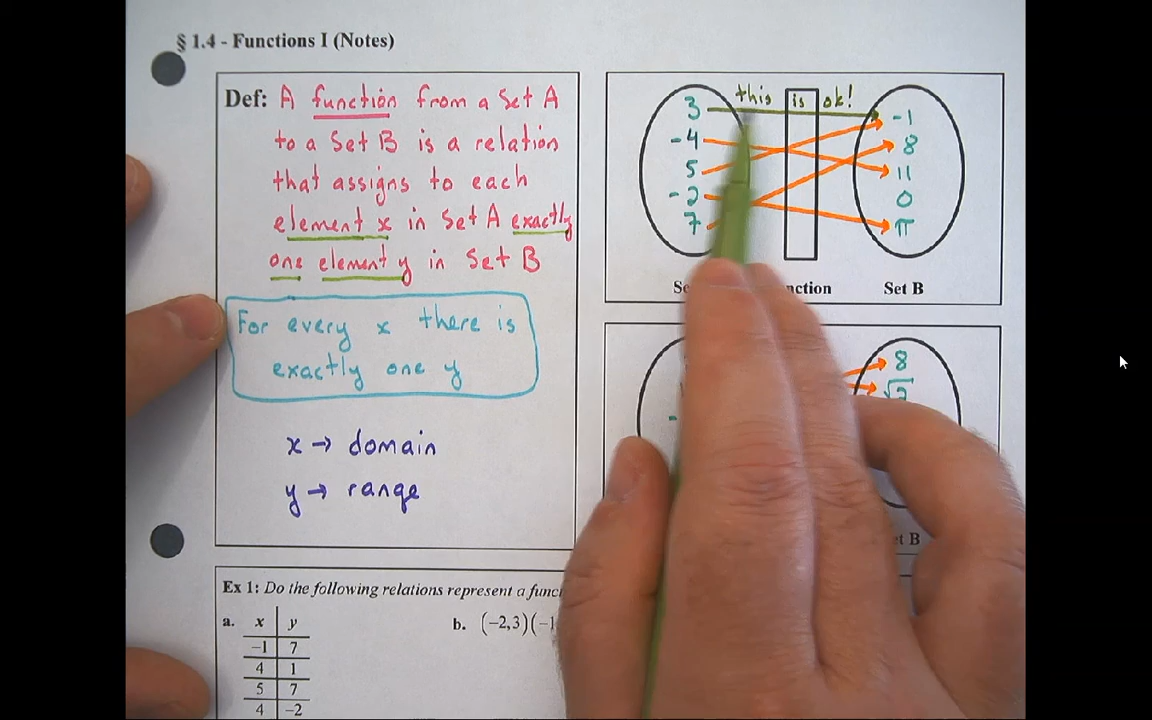 § 1.4 - Functions I (Notes)
Def: A function from a Set A
to a Set B is a relation
that assigns to each
element x in Set A exactly
one element y in Set B
For every x there is
exactly one y
x → domain
y → range
this is ok!
3
-4
5
-2
7
-1
8
11
0
π
Set B
8
√2
B
Ex 1: Do the following relations represent a
a. x y
-1 7
4 1
5 7
4 -2
b. (-2,3)(-1